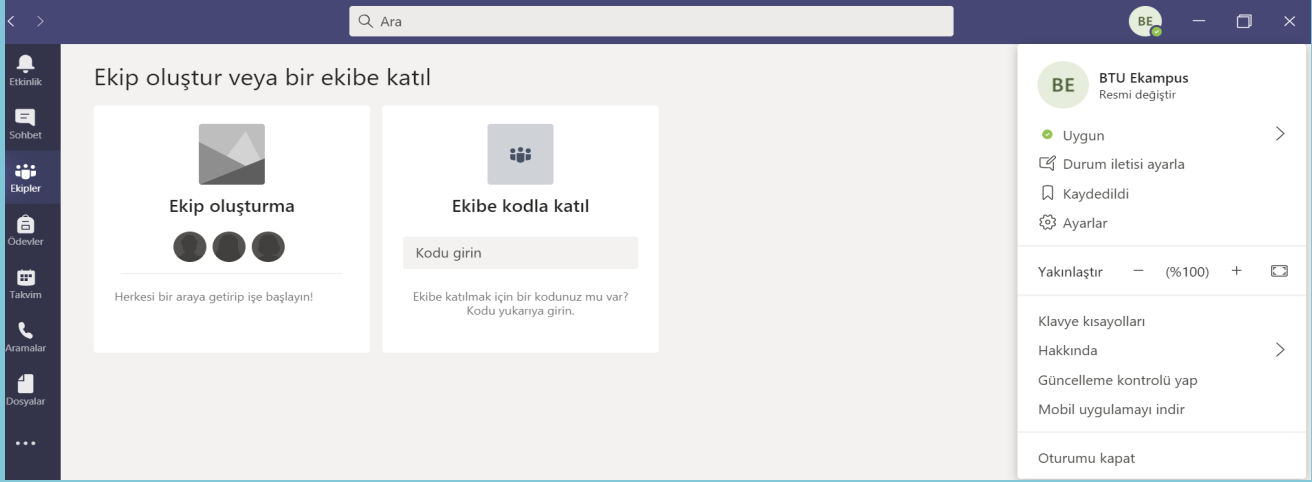 Ara
BE
Etkinlik
Sohbet
Ekipler
Ödevler
Takvim
Aramalar
Dosyalar
Ekip oluştur veya bir ekibe katıl
Ekip oluşturma
Herkesi bir araya getirip işe başlayın!
Ekibe kodla katıl
Kodu girin
Ekibe katılmak için bir kodunuz mu var?
Kodu yukarıya girin.
BE
BTU Ekampus
Resmi değiştir
Uygun
Durum iletisi ayarla
Kaydedildi
Ayarlar
Yakınlaştır − (%100) +
Klavye kısayolları
Hakkında
Güncelleme kontrolü yap
Mobil uygulamayı indir
Oturumu kapat